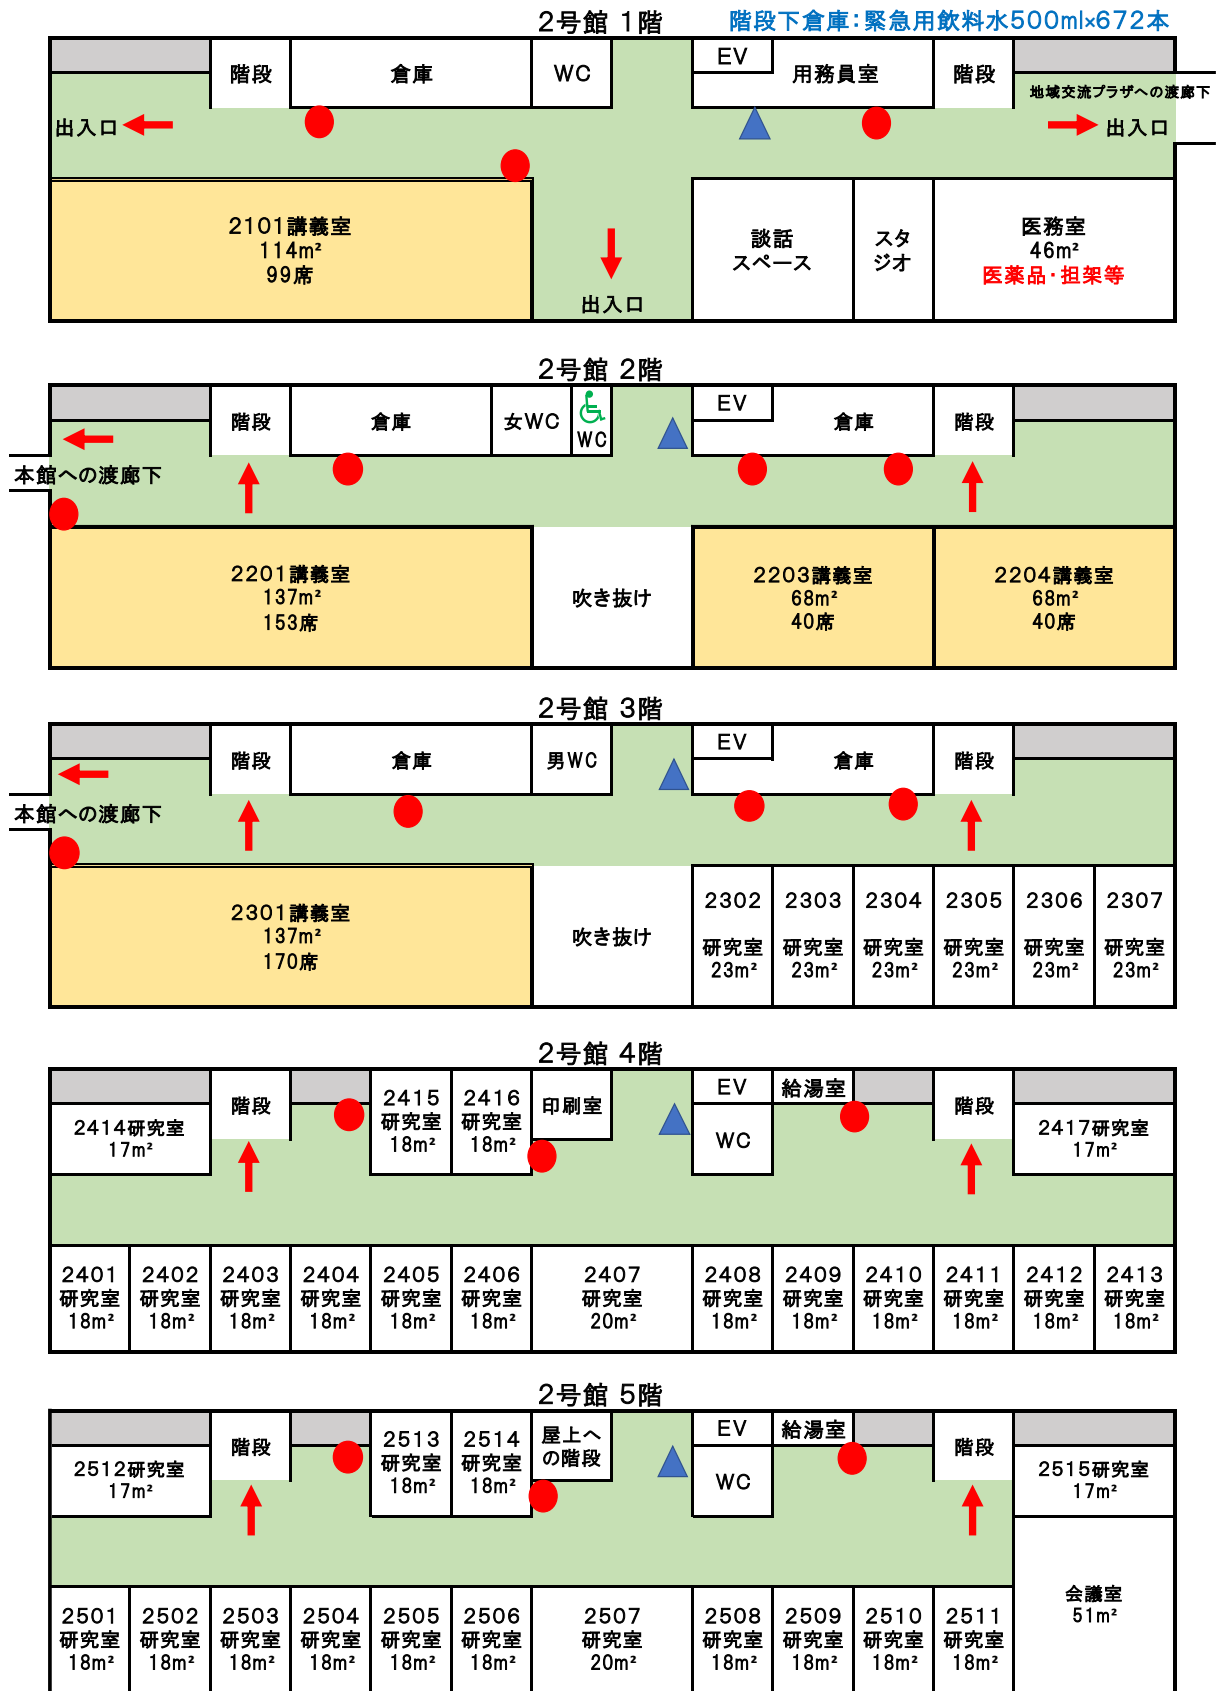 2号館 1階
階段下倉庫：緊急用飲料水500ml×672本
階段
倉庫
WC
EV
用務員室
階段
地域交流プラザへの渡廊下
出入口
出入口
2101講義室
114m²
99席
出入口
談話
スペース
スタ
ジオ
医務室
46m²
医薬品・担架等
2号館 2階
階段
倉庫
女WC
WC
EV
倉庫
階段
本館への渡廊下
2201講義室
137m²
153席
吹き抜け
2203講義室
68m²
40席
2204講義室
68m²
40席
2号館 3階
階段
倉庫
男WC
EV
倉庫
階段
本館への渡廊下
2301講義室
137m²
170席
吹き抜け
2302
研究室
23m²
2303
研究室
23m²
2304
研究室
23m²
2305
研究室
23m²
2306
研究室
23m²
2307
研究室
23m²
2号館 4階
2414研究室
17m²
階段
2415
研究室
18m²
2416
研究室
18m²
印刷室
EV
WC
給湯室
階段
2417研究室
17m²
2401
研究室
18m²
2402
研究室
18m²
2403
研究室
18m²
2404
研究室
18m²
2405
研究室
18m²
2406
研究室
18m²
2407
研究室
20m²
2408
研究室
18m²
2409
研究室
18m²
2410
研究室
18m²
2411
研究室
18m²
2412
研究室
18m²
2413
研究室
18m²
2号館 5階
2512研究室
17m²
階段
2513
研究室
18m²
2514
研究室
18m²
屋上へ
の階段
EV
WC
給湯室
階段
2515研究室
17m²
2501
研究室
18m²
2502
研究室
18m²
2503
研究室
18m²
2504
研究室
18m²
2505
研究室
18m²
2506
研究室
18m²
2507
研究室
20m²
2508
研究室
18m²
2509
研究室
18m²
2510
研究室
18m²
2511
研究室
18m²
会議室
51m²